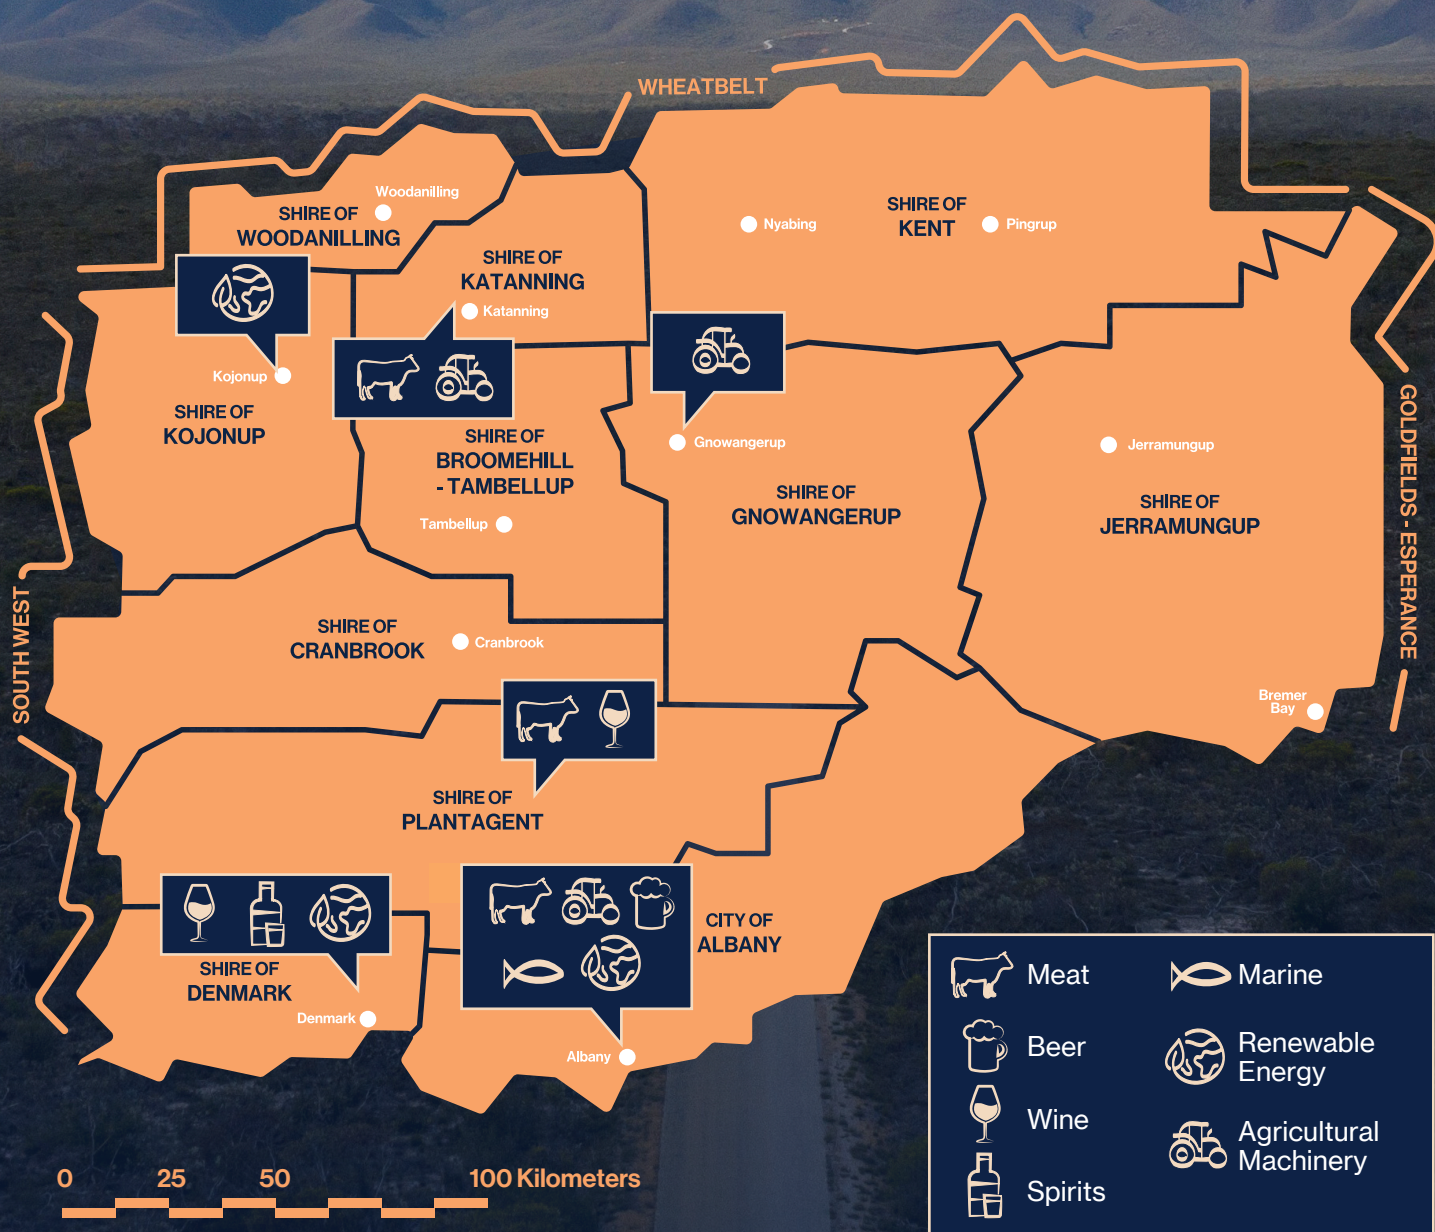 WHEATBELT
Woodanilling
SHIRE OF
WOODANILLING
SHIRE OF
KATANNING
Katanning
Nyabing
SHIRE OF
KENT
Pingrup
Kojonup
SHIRE OF
KOJONUP
SHIRE OF
BROOMEHILL
- TAMBELLUP
Tambellup
Gnowangerup
SHIRE OF
GNOWANGERUP
Jerramungup
SHIRE OF
JERRAMUNGUP
GOLDFIELDS - ESPERANCE
SOUTH WEST
SHIRE OF
CRANBROOK
Cranbrook
Bremer
Bay
SHIRE OF
PLANTAGENT
SHIRE OF
DENMARK
Denmark
CITY OF
ALBANY
Albany
Meat
Beer
Wine
Spirits
Marine
Renewable
Energy
Agricultural
Machinery
0 25 50 100 Kilometers